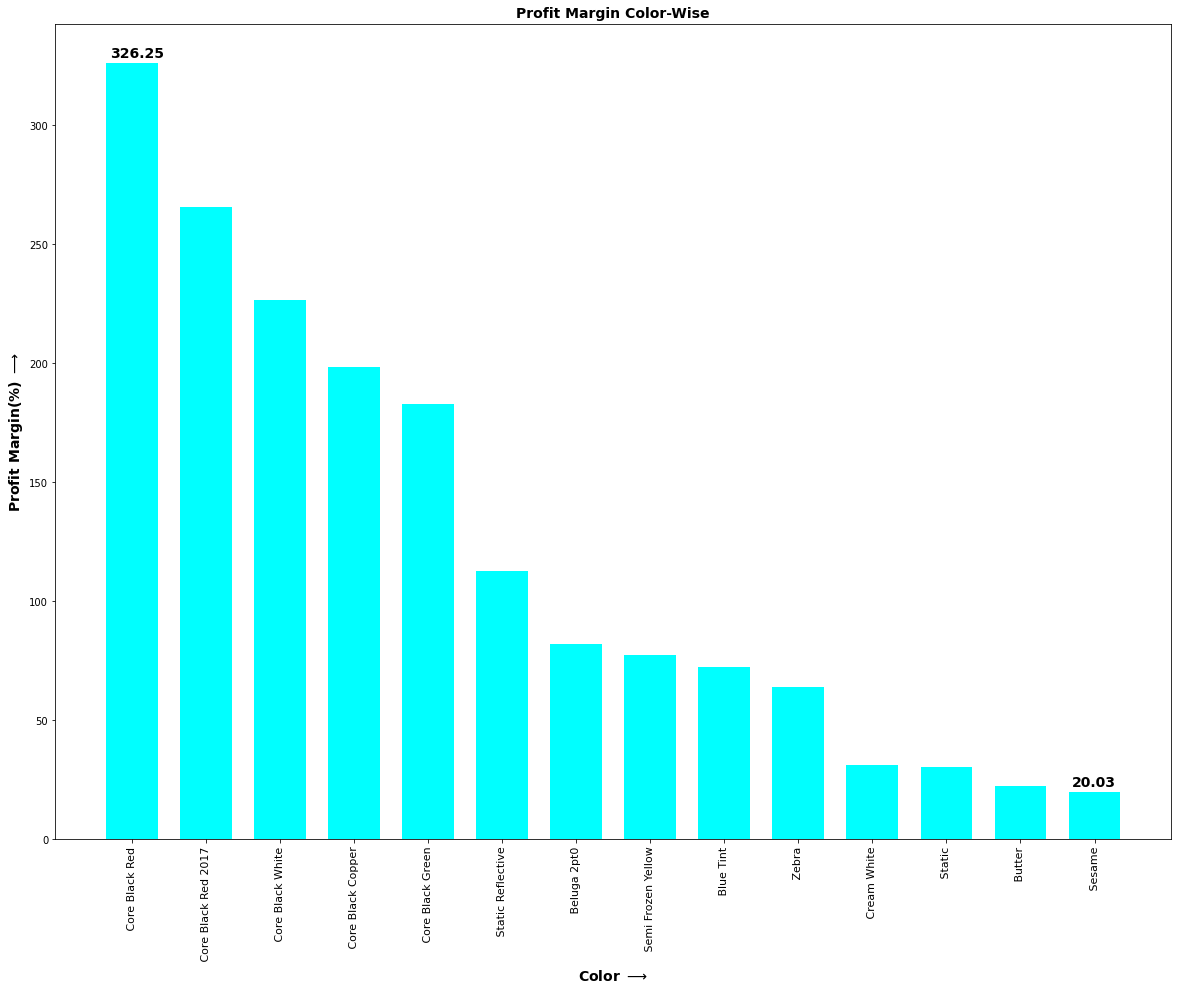 Profit Margin Color-Wise
326.25
300
250
200
150
100
50
0
Profit Margin(%) ⟶
20.03
Core Black Red
Core Black Red 2017
Core Black White
Core Black Copper
Core Black Green
Static Reflective
Beluga 2pt0
Semi Frozen Yellow
Blue Tint
Zebra
Cream White
Static
Butter
Sesame
Color ⟶